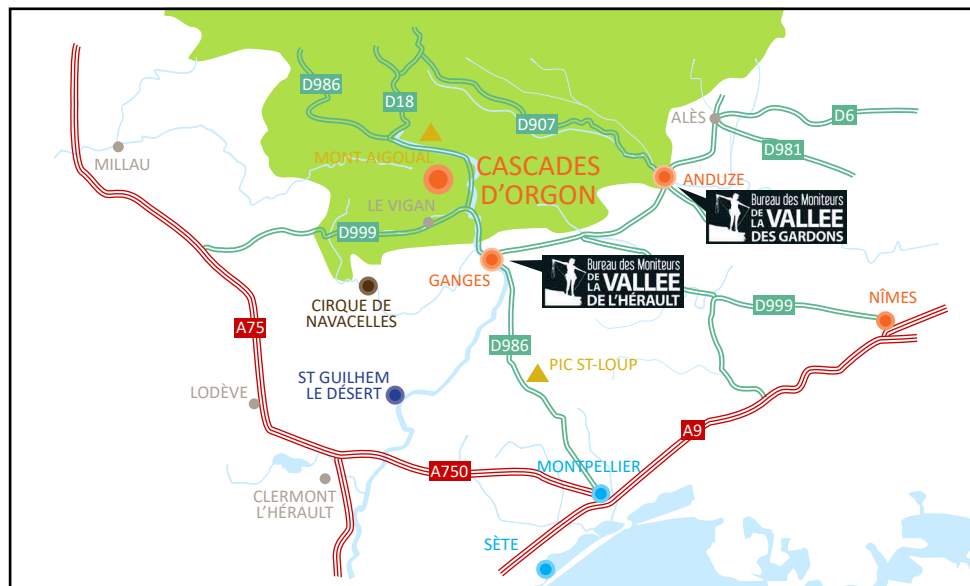 D986
D18
D907
ALÈS
D6
D981
MILLAU
MONT AIGOUAL
CASCADES
D'ORGON
ANDUZE
LE VIGAN
Bureau des Moniteurs
DE LA VALLEE
DES GARDONS
D999
GANGES
Bureau des Moniteurs
DE LA VALLEE
DE L'HÉRAULT
CIRQUE DE
NAVACELLES
D999
NÎMES
A75
D986
PIC ST-LOUP
ST GUILHEM
LE DÉSERT
LODÈVE
A9
A750
MONTPELLIER
CLERMONT
L'HÉRAULT
SÈTE